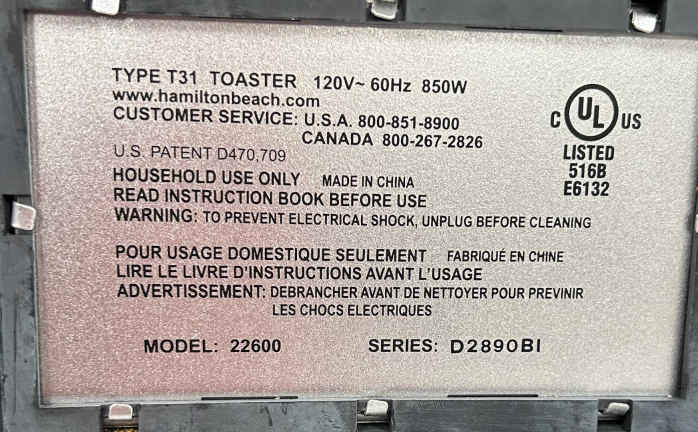 TYPE T31 TOASTER 120V~ 60Hz 850W
www.hamiltonbeach.com
CUSTOMER SERVICE: U.S.A. 800-851-8900
CANADA 800-267-2826
U.S. PATENT D470,709
HOUSEHOLD USE ONLY MADE IN CHINA
READ INSTRUCTION BOOK BEFORE USE
WARNING: TO PREVENT ELECTRICAL SHOCK, UNPLUG BEFORE CLEANING
C UL US
LISTED
516B
E6132
POUR USAGE DOMESTIQUE SEULEMENT FABRIQUÉ EN CHINE
LIRE LE LIVRE D'INSTRUCTIONS AVANT L'USAGE
ADVERTISSEMENT: DEBRANCHER AVANT DE NETTOYER POUR PREVINIR
LES CHOCS ELECTRIQUES
MODEL: 22600 SERIES: D2890BI